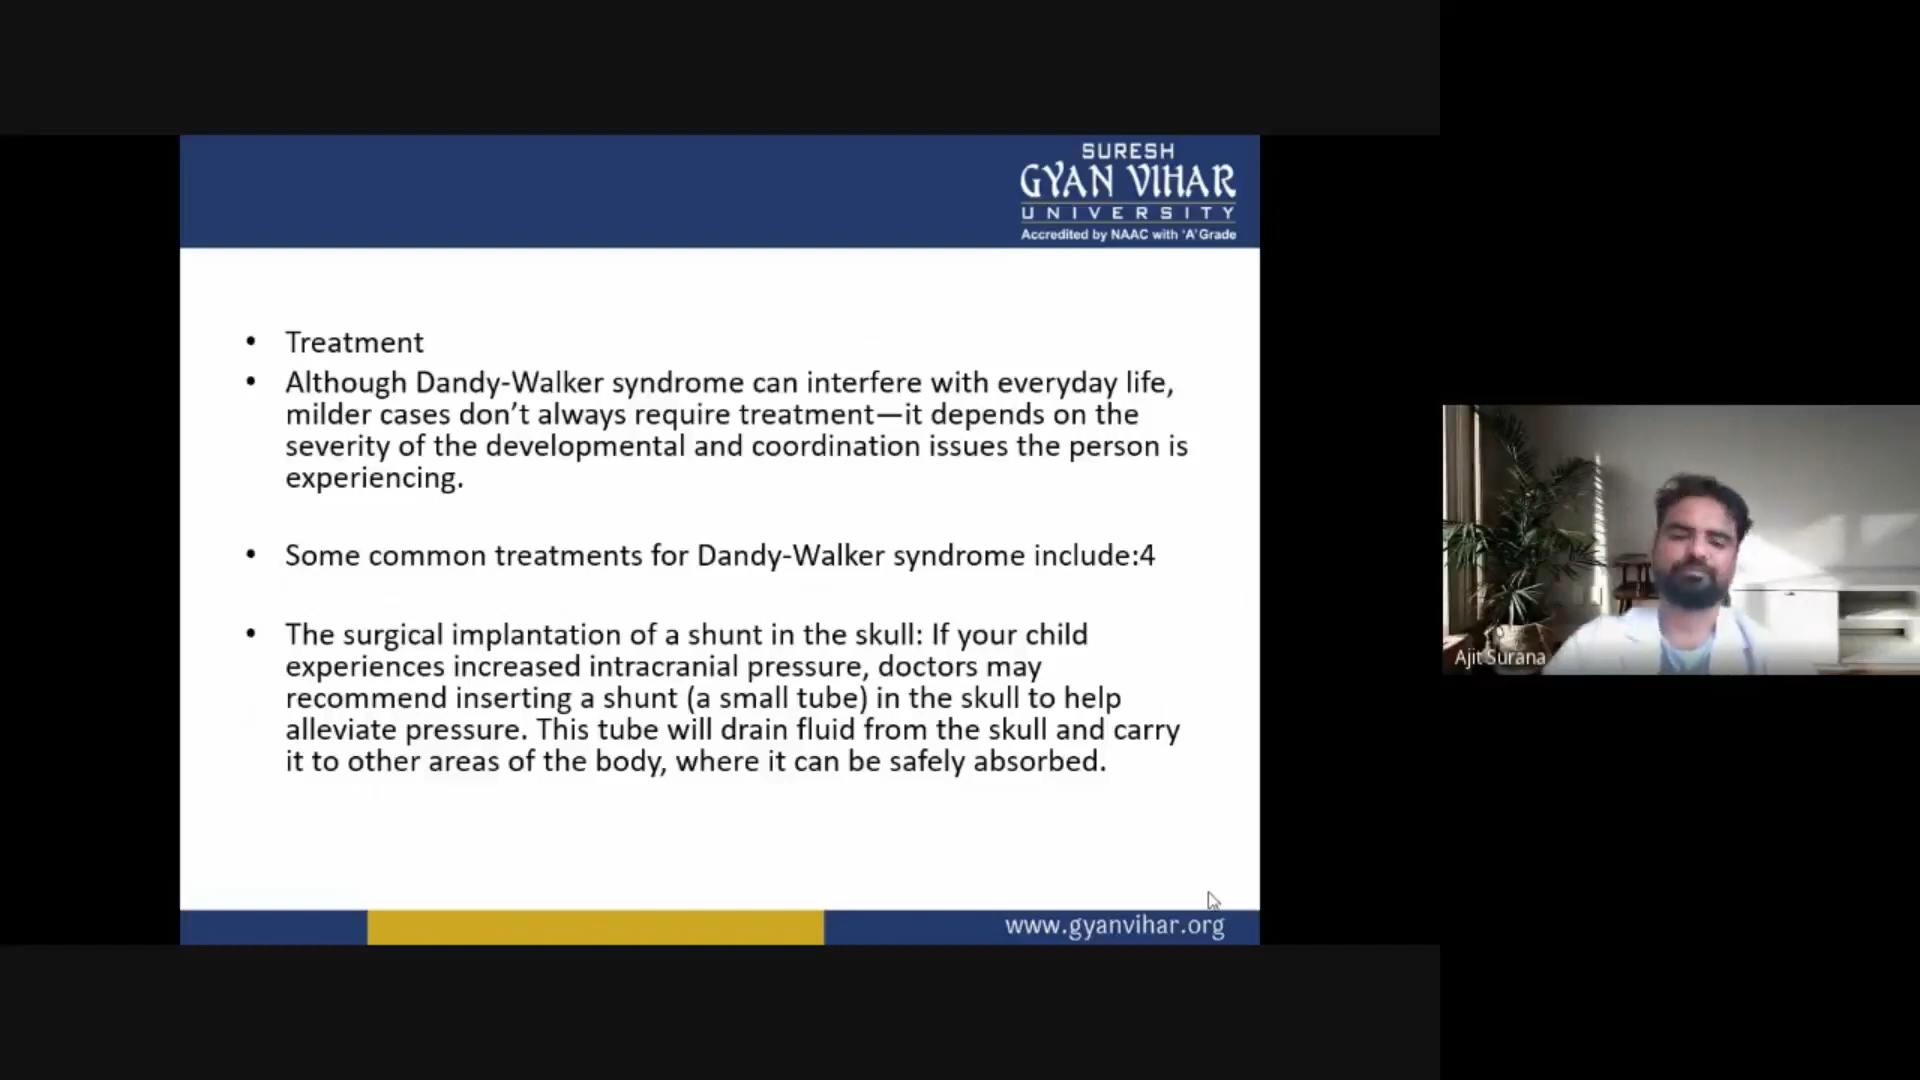 SURESH
GYAN VIHAR
UNIVERSITY
Accredited by NAAC with 'A' Grade
• Treatment
• Although Dandy-Walker syndrome can interfere with everyday life,
milder cases don’t always require treatment—it depends on the
severity of the developmental and coordination issues the person is
experiencing.
• Some common treatments for Dandy-Walker syndrome include:4
• The surgical implantation of a shunt in the skull: If your child
experiences increased intracranial pressure, doctors may
recommend inserting a shunt (a small tube) in the skull to help
alleviate pressure. This tube will drain fluid from the skull and carry
it to other areas of the body, where it can be safely absorbed.
www.gyanvihar.org
Ajit Surana